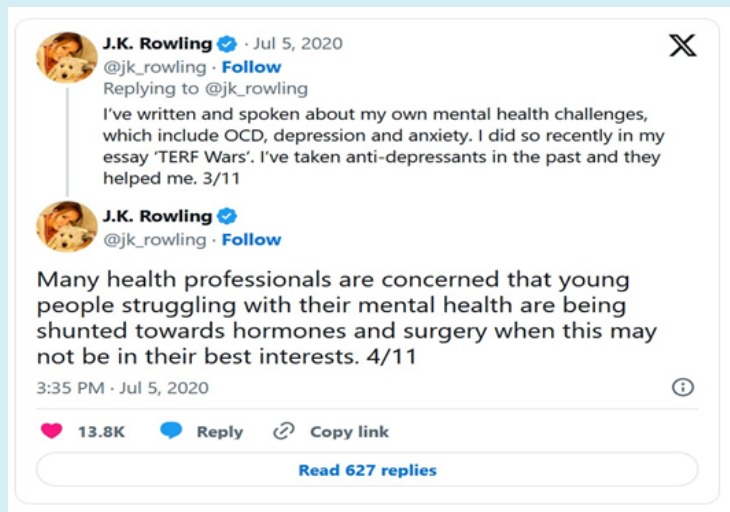 J.K. Rowling · Jul 5, 2020
@jk_rowling · Follow
Replying to @jk_rowling
I've written and spoken about my own mental health challenges,
which include OCD, depression and anxiety. I did so recently in my
essay 'TERF Wars'. I've taken anti-depressants in the past and they
helped me. 3/11
J.K. Rowling
@jk_rowling · Follow
Many health professionals are concerned that young
people struggling with their mental health are being
shunted towards hormones and surgery when this may
not be in their best interests. 4/11
3:35 PM · Jul 5, 2020
13.8K Reply Copy link
Read 627 replies